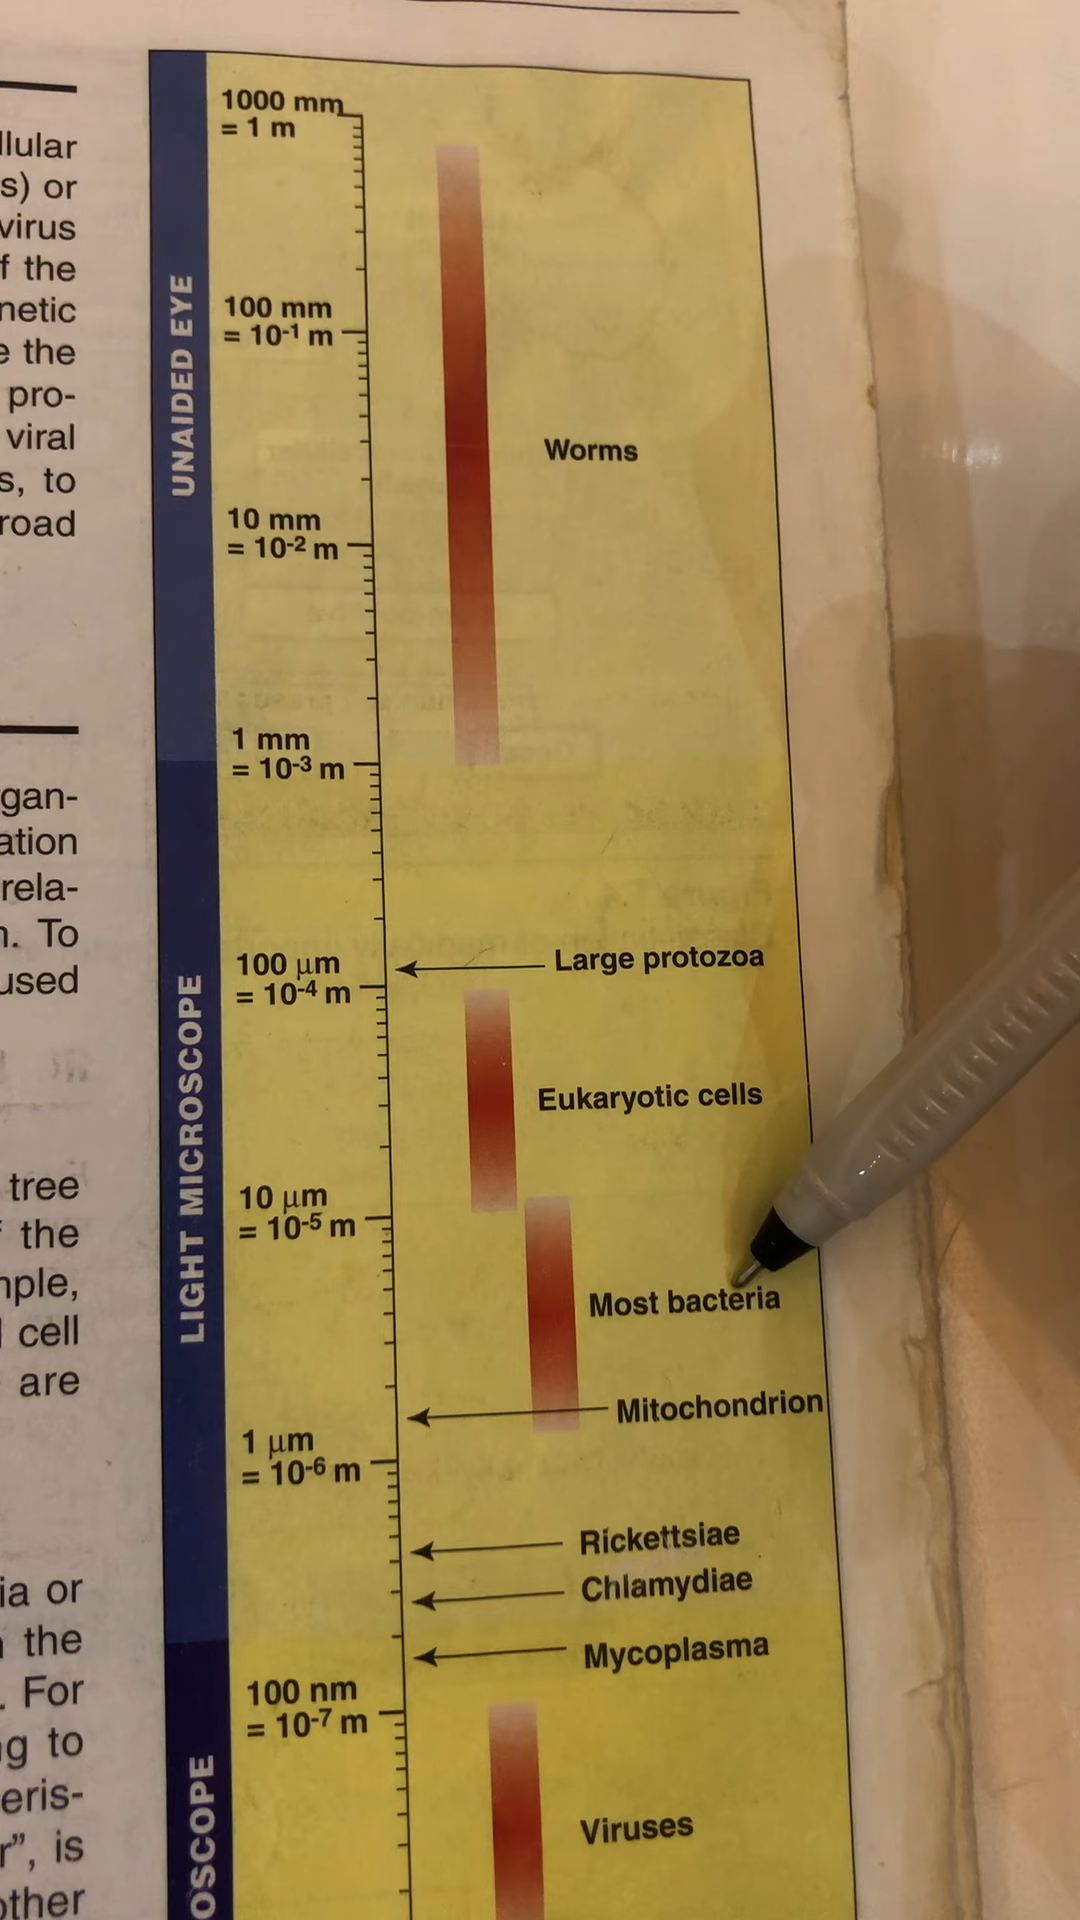 llular
s) or
virus
f the
netic
e the
pro-
viral
s, to
road
gan-
ation
rela-
n. To
used
tree
f the
mple,
l cell
are
ia or
n the
. For
ng to
eris-
r”, is
other
UNAIDED EYE
LIGHT MICROSCOPE
OSCOPE
1000 mm
= 1 m
100 mm
= 10⁻¹ m
Worms
10 mm
= 10⁻² m
1 mm
= 10⁻³ m
Large protozoa
100 μm
= 10⁻⁴ m
Eukaryotic cells
10 μm
= 10⁻⁵ m
Most bacteria
Mitochondrion
1 μm
= 10⁻⁶ m
Rickettsiae
Chlamydiae
Mycoplasma
100 nm
= 10⁻⁷ m
Viruses